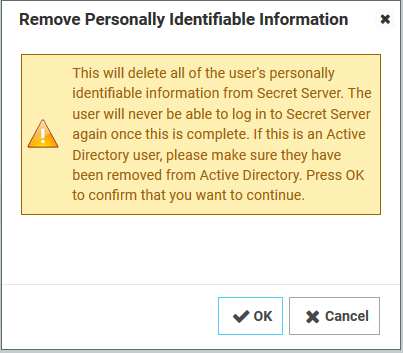 Remove Personally Identifiable Information
This will delete all of the user's personally
identifiable information from Secret Server. The
user will never be able to log in to Secret Server
again once this is complete. If this is an Active
Directory user, please make sure they have
been removed from Active Directory. Press OK
to confirm that you want to continue.
OK Cancel